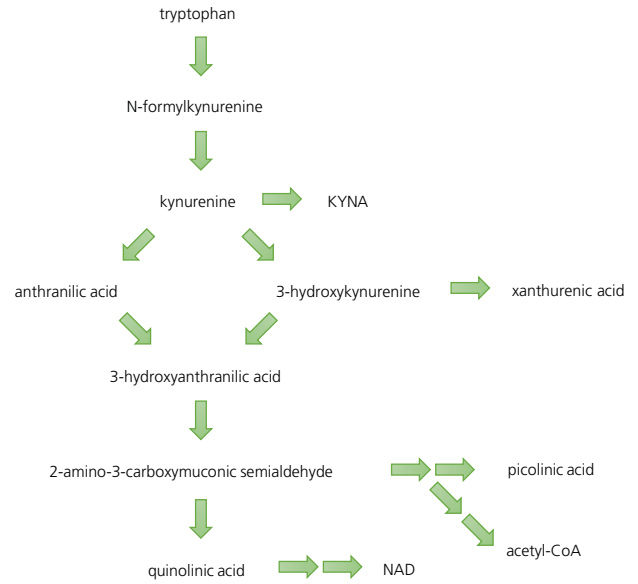 tryptophan
N-formylkynurenine
kynurenine
KYNA
anthranilic acid
3-hydroxykynurenine
xanthurenic acid
3-hydroxyanthranilic acid
2-amino-3-carboxymuconic semialdehyde
picolinic acid
acetyl-CoA
quinolinic acid
NAD